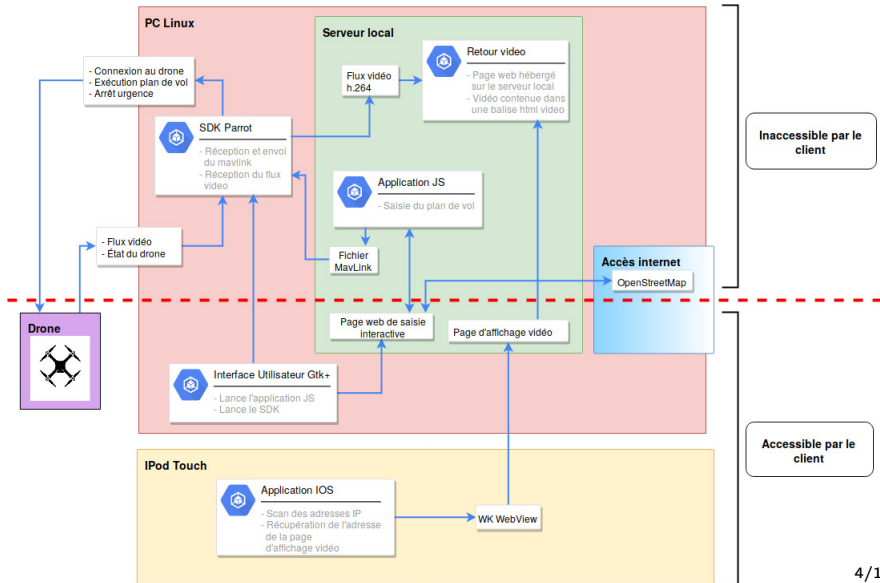 PC Linux
Serveur local
- Connexion au drone
- Exécution plan de vol
- Arrêt urgence
Flux vidéo
h.264
Retour video
- Page web hébergé
sur le serveur local
- Vidéo contenue dans
une balise html video
SDK Parrot
- Réception et envoi
du mavlink
- Réception du flux
video
Inaccessible par le
client
Application JS
- Saisie du plan de vol
- Flux vidéo
- État du drone
Fichier
MavLink
Accès internet
OpenStreetMap
Drone
Page web de saisie
interactive
Page d'affichage vidéo
Interface Utilisateur Gtk+
- Lance l'application JS
- Lance le SDK
Accessible par le
client
IPod Touch
Application IOS
- Scan des adresses IP
- Récupération de l'adresse
de la page
d'affichage vidéo
WK WebView
4/1